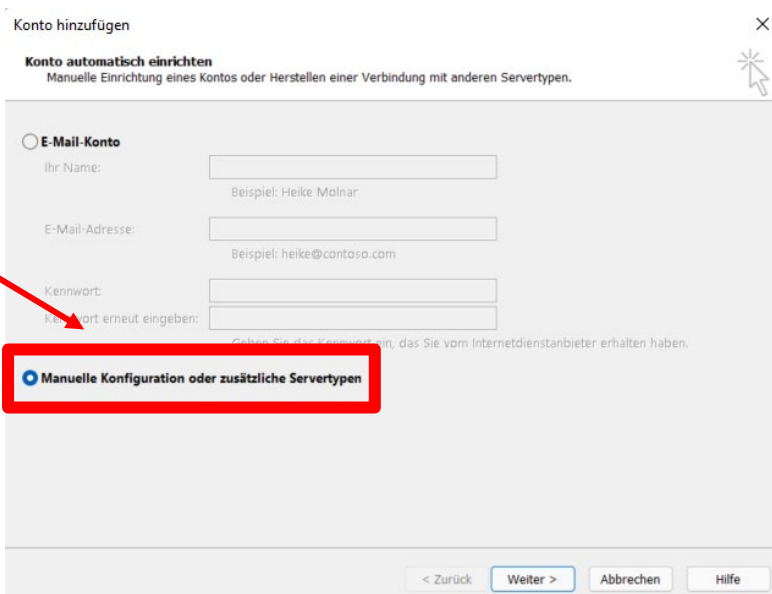 Konto hinzufügen
Konto automatisch einrichten
Manuelle Einrichtung eines Kontos oder Herstellen einer Verbindung mit anderen Servertypen.
E-Mail-Konto
Ihr Name:
Beispiel: Heike Molnar
E-Mail-Adresse:
Beispiel: heike@contoso.com
Kennwort:
Kennwort erneut eingeben:
Geben Sie das Kennwort ein, das Sie vom Internetdienstanbieter erhalten haben.
Manuelle Konfiguration oder zusätzliche Servertypen
< Zurück Weiter > Abbrechen Hilfe